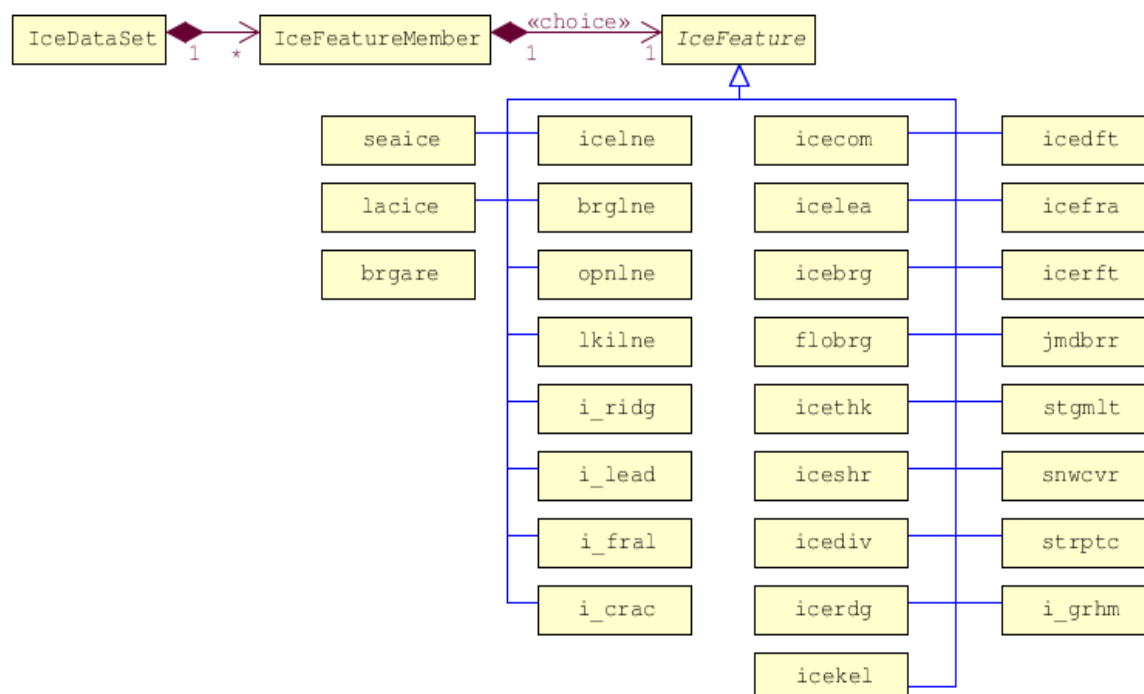 IceDataSet
1
*
IceFeatureMember
«choice»
1
1
IceFeature
seaice
icelne
icecom
icedft
lacice
brglne
icelea
icefra
brgare
opnlne
icebrg
icerft
lkilne
flobrg
jmdbrr
i_ridg
icethk
stgmlt
i_lead
iceshr
snwcvr
i_fral
icediv
strptc
i_crac
icerdg
i_grhm
icekel